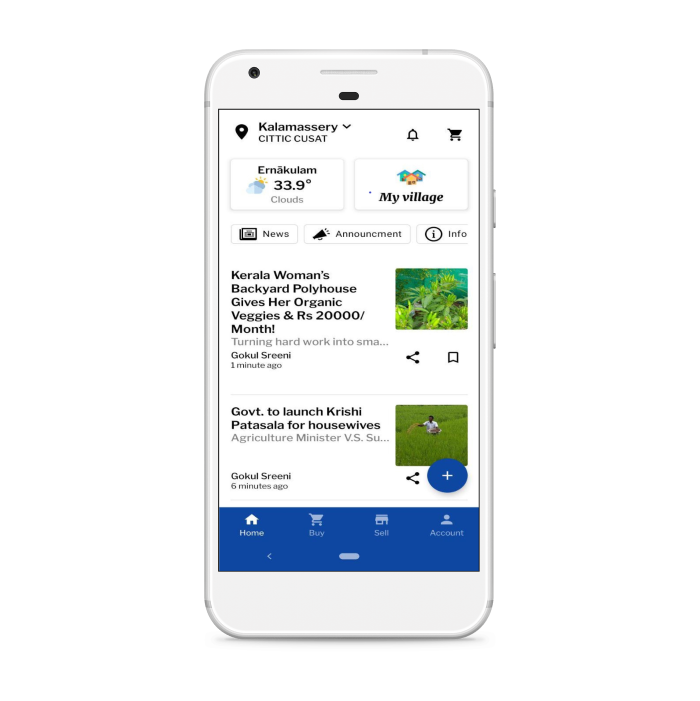 Kalamassery
CITTIC CUSAT
Ernākulam
33.9°
Clouds
My village
News
Announcment
Info
Kerala Woman's
Backyard Polyhouse
Gives Her Organic
Veggies & Rs 20000/
Month!
Turning hard work into sma...
Gokul Sreeni
1 minute ago
Govt. to launch Krishi
Patasala for housewives
Agriculture Minister V.S. Su...
Gokul Sreeni
6 minutes ago
Home
Buy
Sell
Account